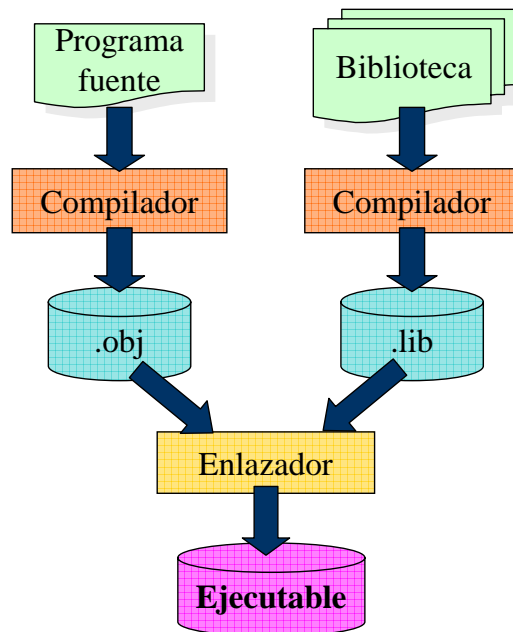 Programa
fuente
Biblioteca
Compilador
Compilador
.obj
.lib
Enlazador
Ejecutable